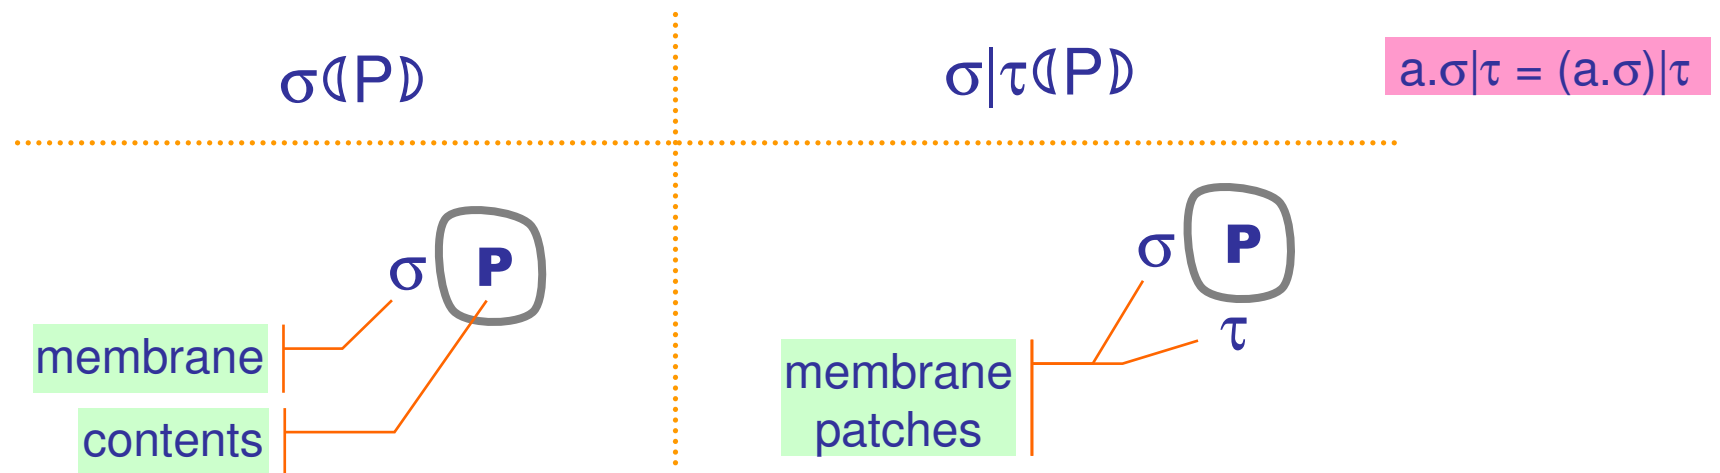 σ⦇P⦈
σ|τ⦇P⦈
a.σ|τ = (a.σ)|τ
σ P
membrane
contents
σ P
τ
membrane
patches